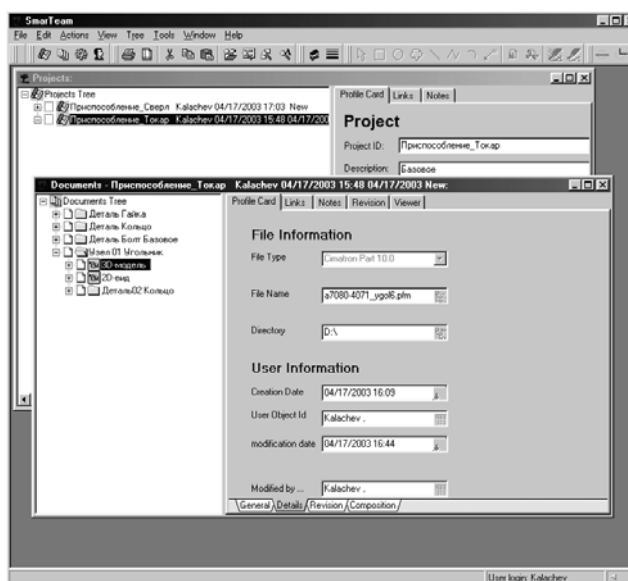 SmarTeam
File Edit Actions View Tree Tools Window Help
Projects:
Projects Tree
Приспособление_Сверл Kalachev 04/17/2003 17:03 New
Приспособление_Токар Kalachev 04/17/2003 15:48 04/17/200
Profile Card Links Notes
Project
Project ID: Приспособление_Токар
Description: Базовое
Documents - Приспособление_Токар Kalachev 04/17/2003 15:48 04/17/2003 New:
Documents Tree
Деталь Гайка
Деталь Кольцо
Деталь Болт Базовое
Узел 01 Угольник
3D-модель
2D-вид
Деталь02 Кольцо
Profile Card Links Notes Revision Viewer
File Information
File Type Cimatron Part 10.0
File Name a7080-4071_ygol6.pfm
Directory D:\
User Information
Creation Date 04/17/2003 16:09
User Object Id Kalachev .
modification date 04/17/2003 16:44
Modified by ... Kalachev .
General Details Revision Composition
User login: Kalachev